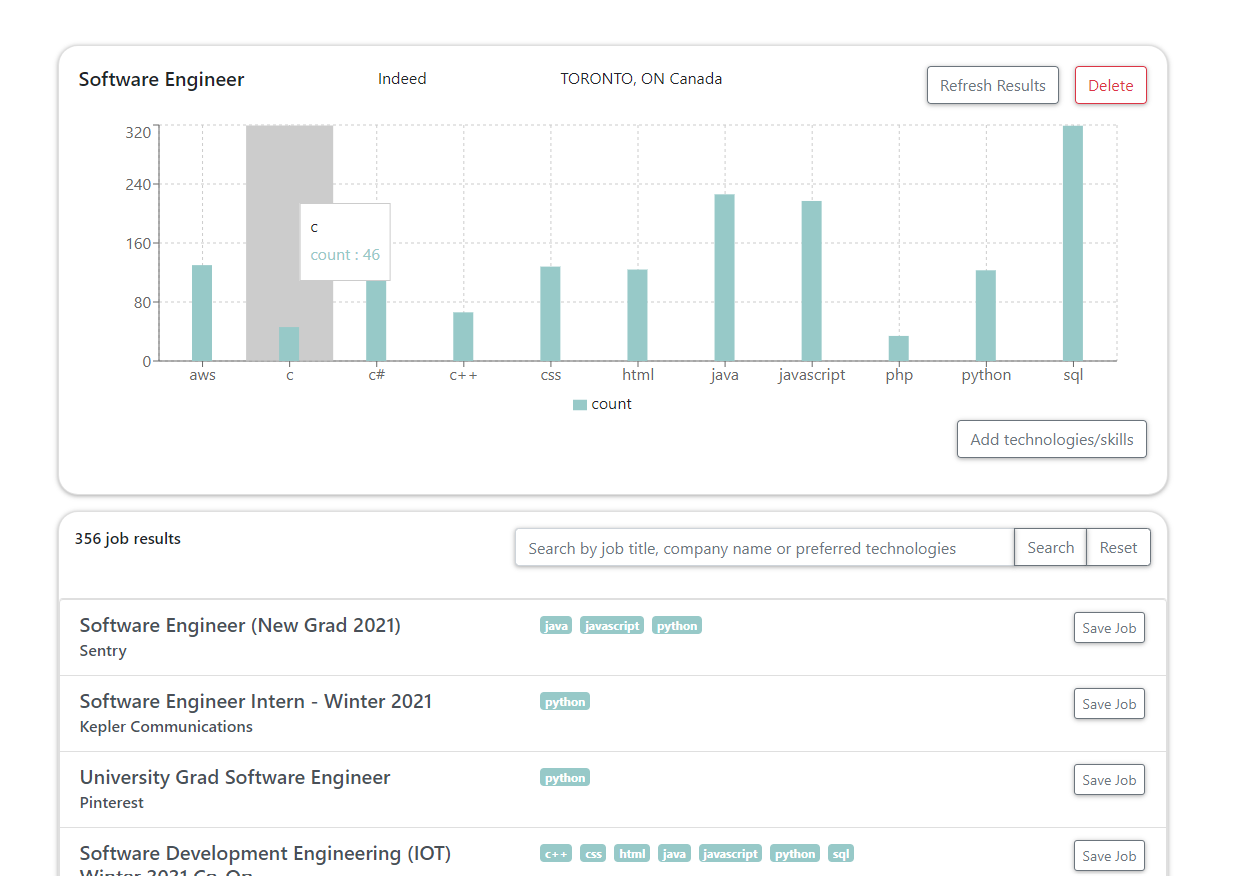 Software Engineer Indeed TORONTO, ON Canada Refresh Results Delete
320
240
160
80
0
c
count : 46
aws c c# c++ css html java javascript php python sql
count
Add technologies/skills
356 job results Search by job title, company name or preferred technologies Search Reset
Software Engineer (New Grad 2021) java javascript python Save Job
Sentry
Software Engineer Intern - Winter 2021 python Save Job
Kepler Communications
University Grad Software Engineer python Save Job
Pinterest
Software Development Engineering (IOT) c++ css html java javascript python sql Save Job
Winter 2021 Co-Op